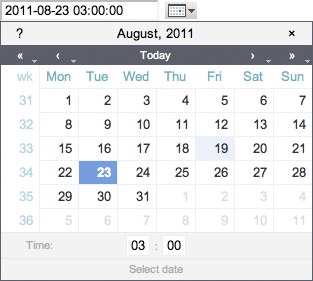 2011-08-23 03:00:00
? August, 2011 ×
« ‹ Today › »
wk Mon Tue Wed Thu Fri Sat Sun
31 1 2 3 4 5 6 7
32 8 9 10 11 12 13 14
33 15 16 17 18 19 20 21
34 22 23 24 25 26 27 28
35 29 30 31 1 2 3 4
36 5 6 7 8 9 10 11
Time: 03 : 00
Select date